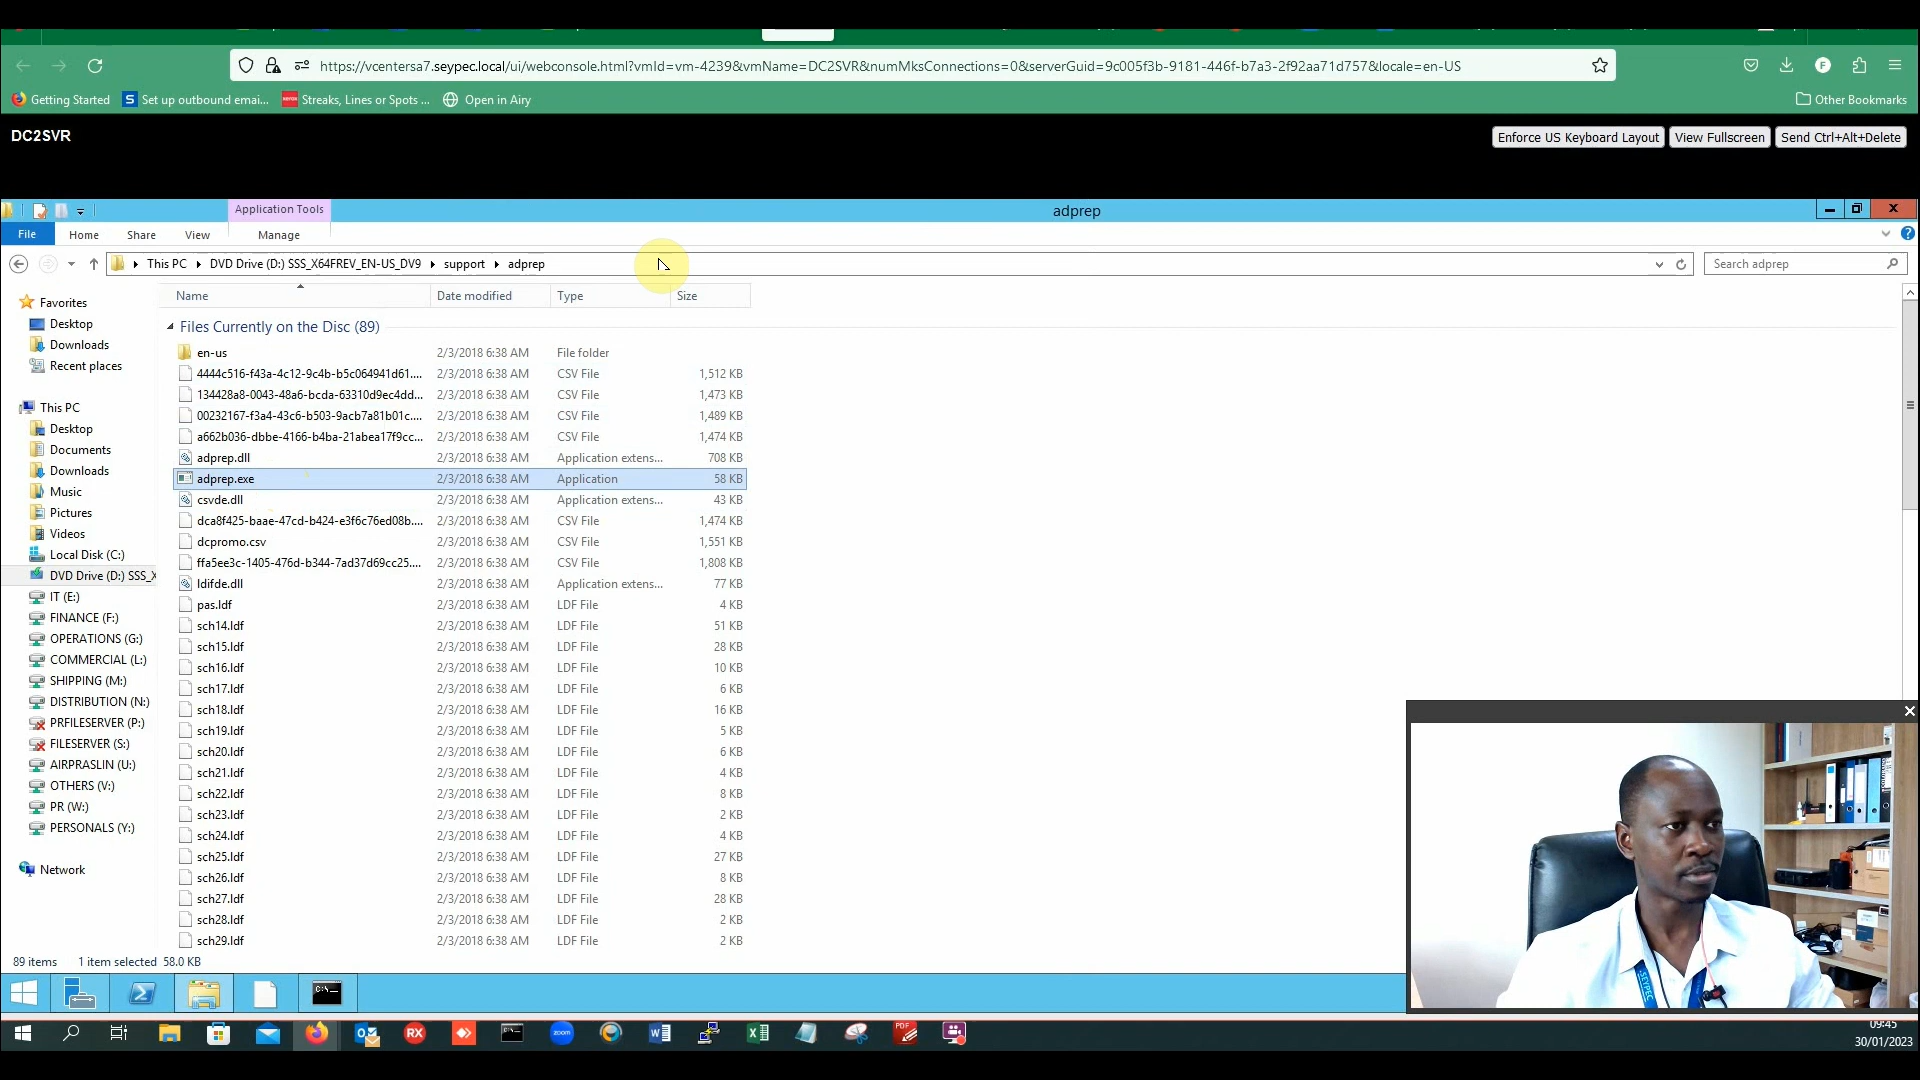 https://vcentersa7.seypec.local/ui/webconsole.html?vmId=vm-4239&vmName=DC2SVR&numMksConnections=0&serverGuid=9c005f3b-9181-446f-b7a3-2f92aa71d757&locale=en-US
F
Getting Started
S Set up outbound emai...
Streaks, Lines or Spots ...
Open in Airy
Other Bookmarks
DC2SVR
Enforce US Keyboard Layout
View Fullscreen
Send Ctrl+Alt+Delete
Application Tools
adprep
File
Home
Share
View
Manage
This PC
DVD Drive (D:) SSS_X64FREV_EN-US_DV9
support
adprep
Search adprep
Name
Date modified
Type
Size
Files Currently on the Disc (89)
en-us 2/3/2018 6:38 AM File folder
4444c516-f43a-4c12-9c4b-b5c064941d61.... 2/3/2018 6:38 AM CSV File 1,512 KB
134428a8-0043-48a6-bcda-63310d9ec4dd... 2/3/2018 6:38 AM CSV File 1,473 KB
00232167-f3a4-43c6-b503-9acb7a81b01c.... 2/3/2018 6:38 AM CSV File 1,489 KB
a662b036-dbbe-4166-b4ba-21abea17f9cc... 2/3/2018 6:38 AM CSV File 1,474 KB
adprep.dll 2/3/2018 6:38 AM Application extens... 708 KB
adprep.exe 2/3/2018 6:38 AM Application 58 KB
csvde.dll 2/3/2018 6:38 AM Application extens... 43 KB
dca8f425-baae-47cd-b424-e3f6c76ed08b.... 2/3/2018 6:38 AM CSV File 1,474 KB
dcpromo.csv 2/3/2018 6:38 AM CSV File 1,551 KB
ffa5ee3c-1405-476d-b344-7ad37d69cc25.... 2/3/2018 6:38 AM CSV File 1,808 KB
ldifde.dll 2/3/2018 6:38 AM Application extens... 77 KB
pas.ldf 2/3/2018 6:38 AM LDF File 4 KB
sch14.ldf 2/3/2018 6:38 AM LDF File 51 KB
sch15.ldf 2/3/2018 6:38 AM LDF File 28 KB
sch16.ldf 2/3/2018 6:38 AM LDF File 10 KB
sch17.ldf 2/3/2018 6:38 AM LDF File 6 KB
sch18.ldf 2/3/2018 6:38 AM LDF File 16 KB
sch19.ldf 2/3/2018 6:38 AM LDF File 5 KB
sch20.ldf 2/3/2018 6:38 AM LDF File 6 KB
sch21.ldf 2/3/2018 6:38 AM LDF File 4 KB
sch22.ldf 2/3/2018 6:38 AM LDF File 8 KB
sch23.ldf 2/3/2018 6:38 AM LDF File 2 KB
sch24.ldf 2/3/2018 6:38 AM LDF File 4 KB
sch25.ldf 2/3/2018 6:38 AM LDF File 27 KB
sch26.ldf 2/3/2018 6:38 AM LDF File 8 KB
sch27.ldf 2/3/2018 6:38 AM LDF File 28 KB
sch28.ldf 2/3/2018 6:38 AM LDF File 2 KB
sch29.ldf 2/3/2018 6:38 AM LDF File 2 KB
Favorites
Desktop
Downloads
Recent places
This PC
Desktop
Documents
Downloads
Music
Pictures
Videos
Local Disk (C:)
DVD Drive (D:) SSS_X
IT (E:)
FINANCE (F:)
OPERATIONS (G:)
COMMERCIAL (L:)
SHIPPING (M:)
DISTRIBUTION (N:)
PRFILESERVER (P:)
FILESERVER (S:)
AIRPRASLIN (U:)
OTHERS (V:)
PR (W:)
PERSONALS (Y:)
Network
89 items
1 item selected 58.0 KB
SEYPEC
RX
zoom
PDF
09:45
30/01/2023